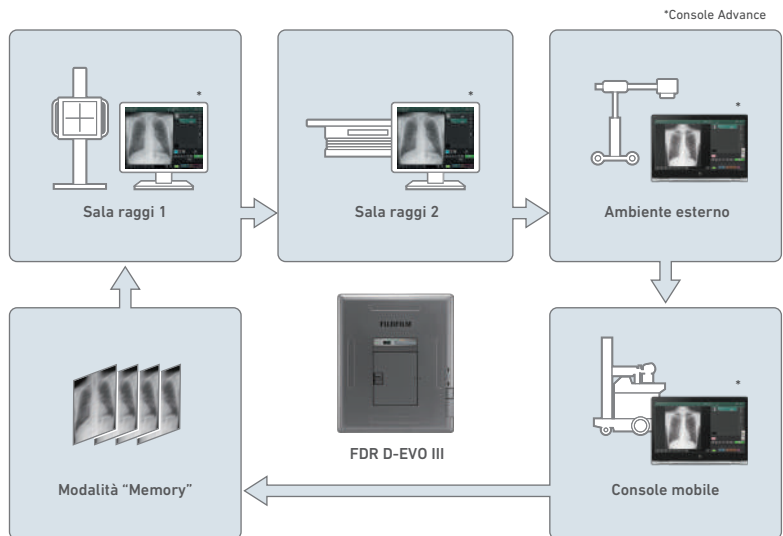 *Console Advance
*
*
*
Sala raggi 1
Sala raggi 2
Ambiente esterno
FUJIFILM
*
FDR D-EVO III
Modalità “Memory”
Console mobile